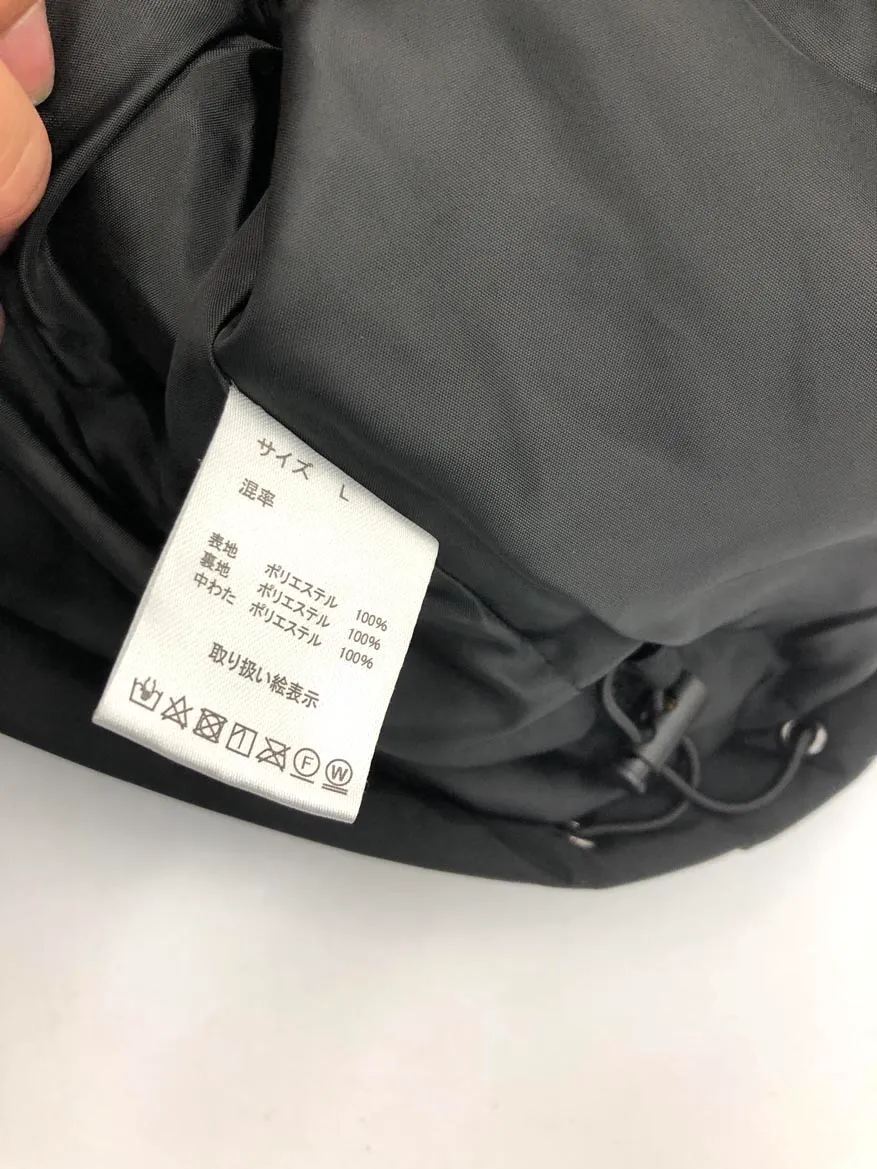 サイズ L
混率
表地 ポリエステル 100%
裏地 ポリエステル 100%
中わた ポリエステル 100%
取り扱い絵表示
F W